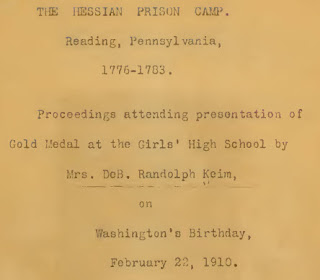 THE HESSIAN PRISON CAMP.
Reading, Pennsylvania,
1776-1783.
Proceedings attending presentation of
Gold Medal at the Girls' High School by
Mrs. DeB. Randolph Keim,
on
Washington's Birthday,
February 22, 1910.